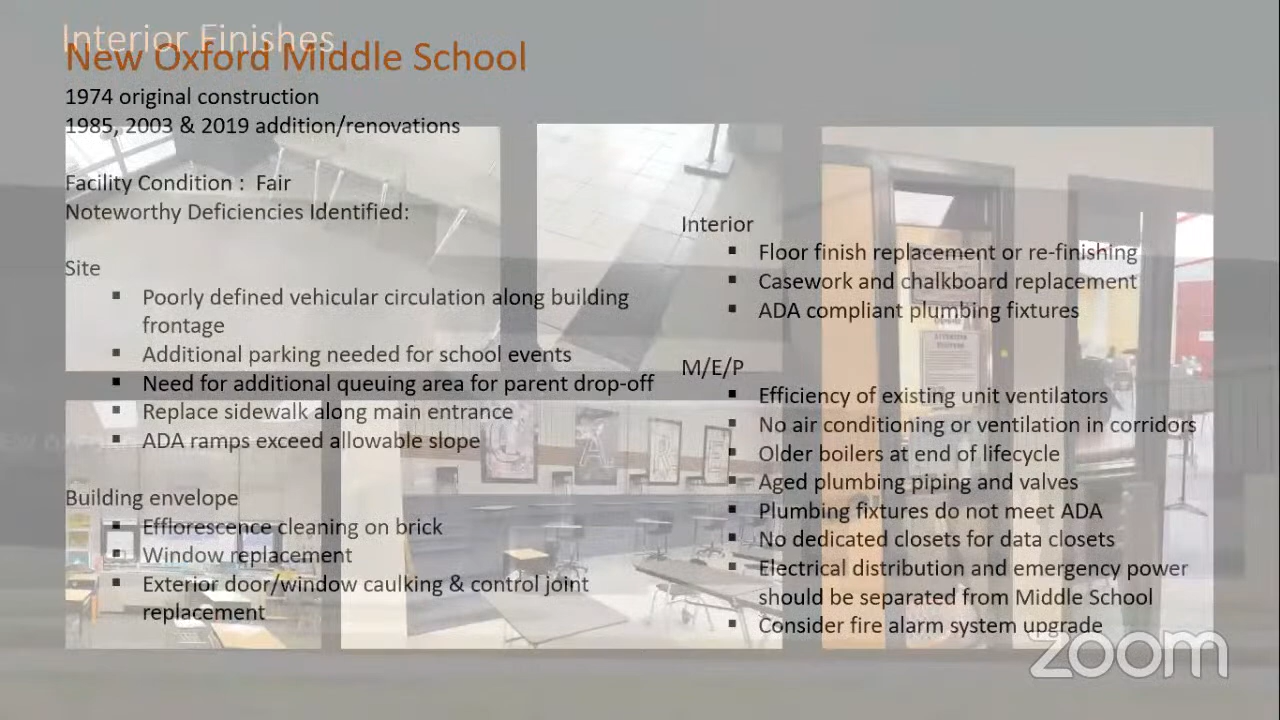 Interior Finishes
New Oxford Middle School
1974 original construction
1985, 2003 & 2019 addition/renovations
Facility Condition : Fair
Noteworthy Deficiencies Identified:
Site
▪ Poorly defined vehicular circulation along building
frontage
▪ Additional parking needed for school events
▪ Need for additional queuing area for parent drop-off
▪ Replace sidewalk along main entrance
▪ ADA ramps exceed allowable slope
Building envelope
▪ Efflorescence cleaning on brick
▪ Window replacement
▪ Exterior door/window caulking & control joint
replacement
Interior
▪ Floor finish replacement or re-finishing
▪ Casework and chalkboard replacement
▪ ADA compliant plumbing fixtures
M/E/P
▪ Efficiency of existing unit ventilators
▪ No air conditioning or ventilation in corridors
▪ Older boilers at end of lifecycle
▪ Aged plumbing piping and valves
▪ Plumbing fixtures do not meet ADA
▪ No dedicated closets for data closets
▪ Electrical distribution and emergency power
should be separated from Middle School
▪ Consider fire alarm system upgrade
zoom